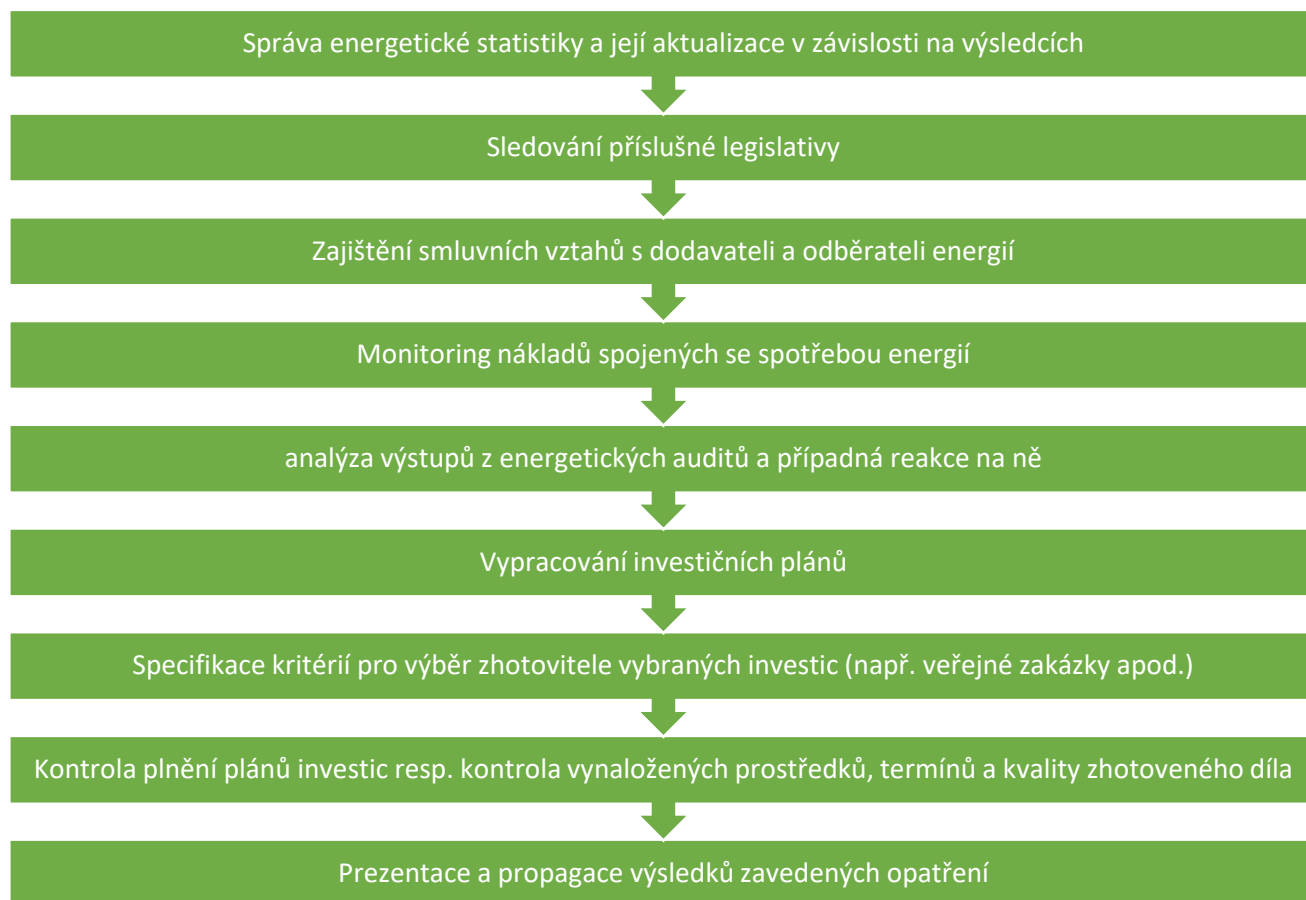 Správa energetické statistiky a její aktualizace v závislosti na výsledcích
Sledování příslušné legislativy
Zajištění smluvních vztahů s dodavateli a odběrateli energií
Monitoring nákladů spojených se spotřebou energií
analýza výstupů z energetických auditů a případná reakce na ně
Vypracování investičních plánů
Specifikace kritérií pro výběr zhotovitele vybraných investic (např. veřejné zakázky apod.)
Kontrola plnění plánů investic resp. kontrola vynaložených prostředků, termínů a kvality zhotoveného díla
Prezentace a propagace výsledků zavedených opatření